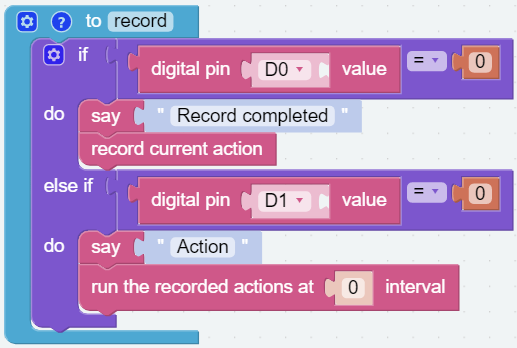 ? to record
if digital pin D0 value = 0
do say " Record completed "
record current action
else if digital pin D1 value = 0
do say " Action "
run the recorded actions at 0 interval